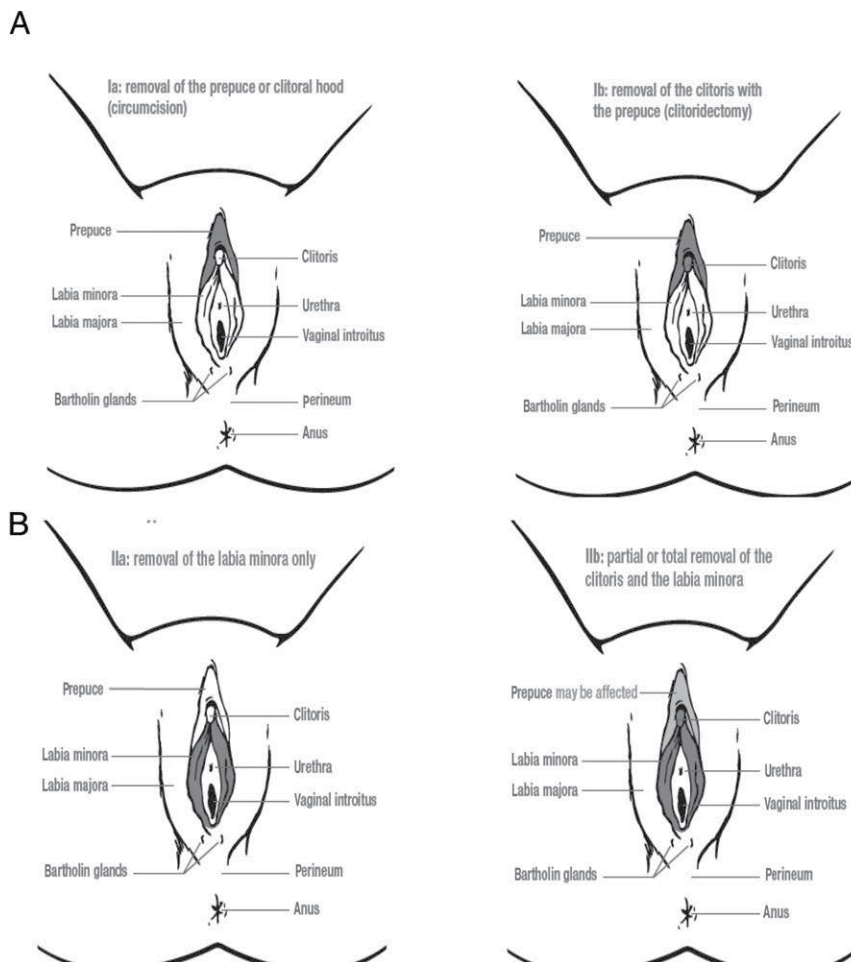 A
Ia: removal of the prepuce or clitoral hood
(circumcision)
Prepuce
Clitoris
Labia minora
Urethra
Labia majora
Vaginal introitus
Bartholin glands
Perineum
Anus
Ib: removal of the clitoris with
the prepuce (clitoridectomy)
Prepuce
Clitoris
Labia minora
Urethra
Labia majora
Vaginal introitus
Bartholin glands
Perineum
Anus
B
IIa: removal of the labia minora only
Prepuce
Clitoris
Labia minora
Urethra
Labia majora
Vaginal introitus
Bartholin glands
Perineum
Anus
IIb: partial or total removal of the
clitoris and the labia minora
Prepuce may be affected
Clitoris
Labia minora
Urethra
Labia majora
Vaginal introitus
Bartholin glands
Perineum
Anus